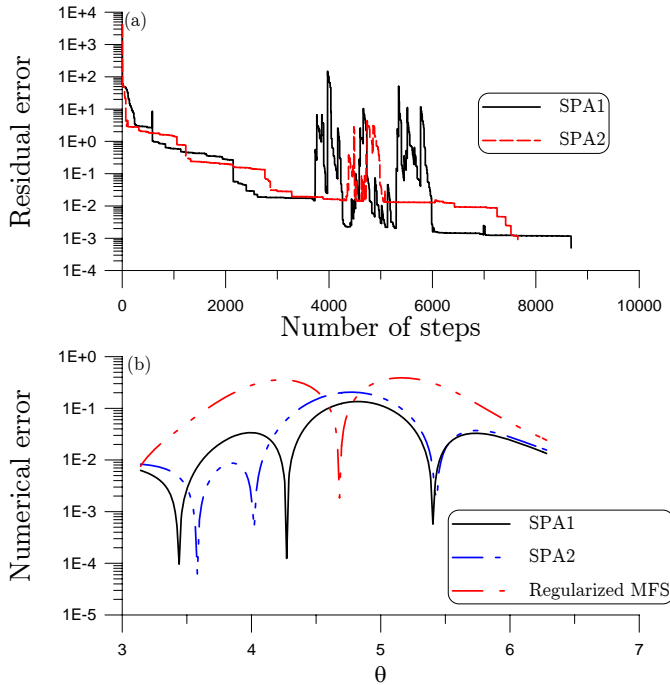 (a)
1E+4
1E+3
1E+2
1E+1
1E+0
1E-1
1E-2
1E-3
1E-4
Residual error
SPA1
SPA2
0 2000 4000 6000 8000 10000
Number of steps
(b)
1E+0
1E-1
1E-2
1E-3
1E-4
1E-5
Numerical error
SPA1
SPA2
Regularized MFS
3 4 5 6 7
θ